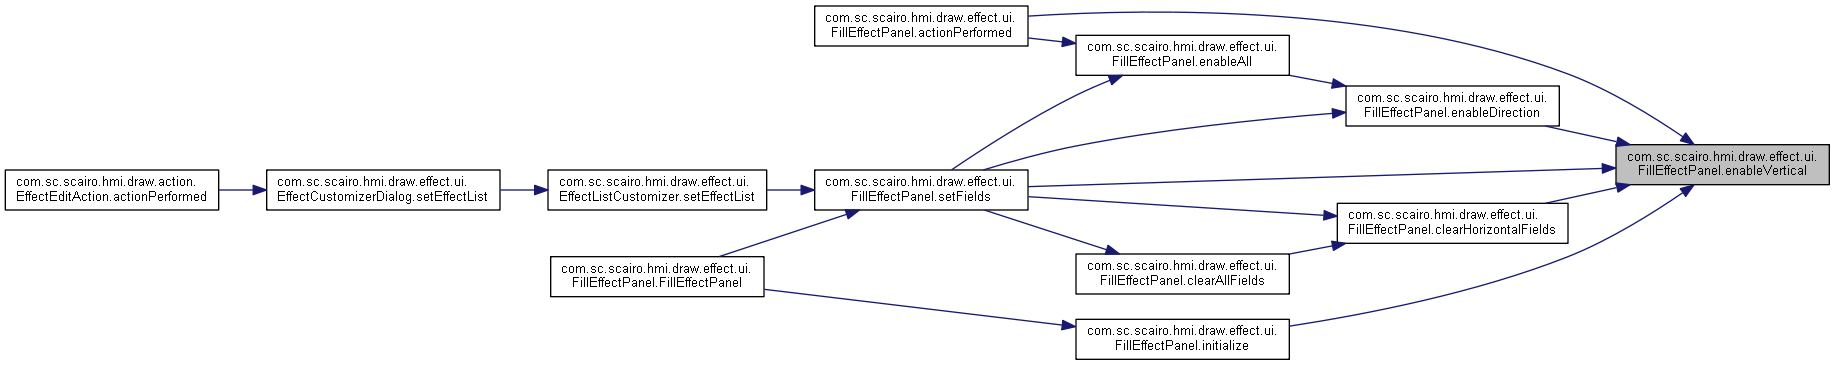 com.sc.scairo.hmi.draw.effect.ui.
FillEffectPanel.actionPerformed
com.sc.scairo.hmi.draw.effect.ui.
FillEffectPanel.enableAll
com.sc.scairo.hmi.draw.effect.ui.
FillEffectPanel.enableDirection
com.sc.scairo.hmi.draw.effect.ui.
FillEffectPanel.enableVertical
com.sc.scairo.hmi.draw.action.
EffectEditAction.actionPerformed
com.sc.scairo.hmi.draw.effect.ui.
EffectCustomizerDialog.setEffectList
com.sc.scairo.hmi.draw.effect.ui.
EffectListCustomizer.setEffectList
com.sc.scairo.hmi.draw.effect.ui.
FillEffectPanel.setFields
com.sc.scairo.hmi.draw.effect.ui.
FillEffectPanel.clearHorizontalFields
com.sc.scairo.hmi.draw.effect.ui.
FillEffectPanel.FillEffectPanel
com.sc.scairo.hmi.draw.effect.ui.
FillEffectPanel.clearAllFields
com.sc.scairo.hmi.draw.effect.ui.
FillEffectPanel.initialize